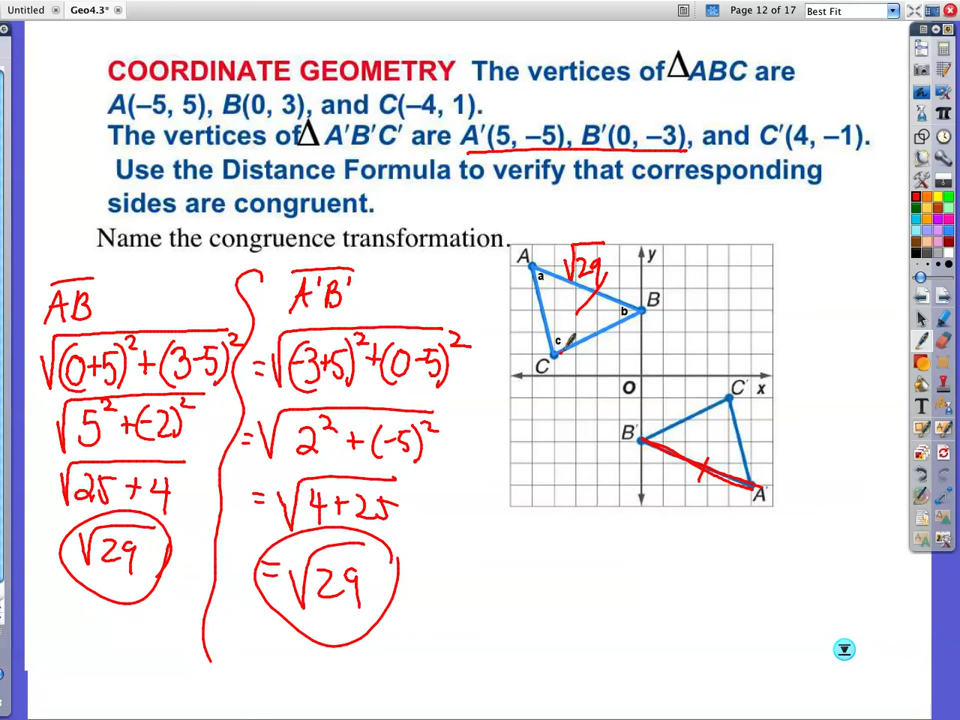 Untitled
Geo4.3*
Page 12 of 17
Best Fit
COORDINATE GEOMETRY The vertices of ΔABC are
A(–5, 5), B(0, 3), and C(–4, 1).
The vertices of Δ A′B′C′ are A′(5, –5), B′(0, –3), and C′(4, –1).
Use the Distance Formula to verify that corresponding
sides are congruent.
Name the congruence transformation.
AB
√(0+5)²+(3-5)²
√5²+(-2)²
√25+4
√29
A'B'
=√(-3+5)²+(0-5)²
=√2²+(-5)²
=√4+25
=√29
A
a
√29
y
B
b
c
C
O
x
C'
B'
A'
π
T